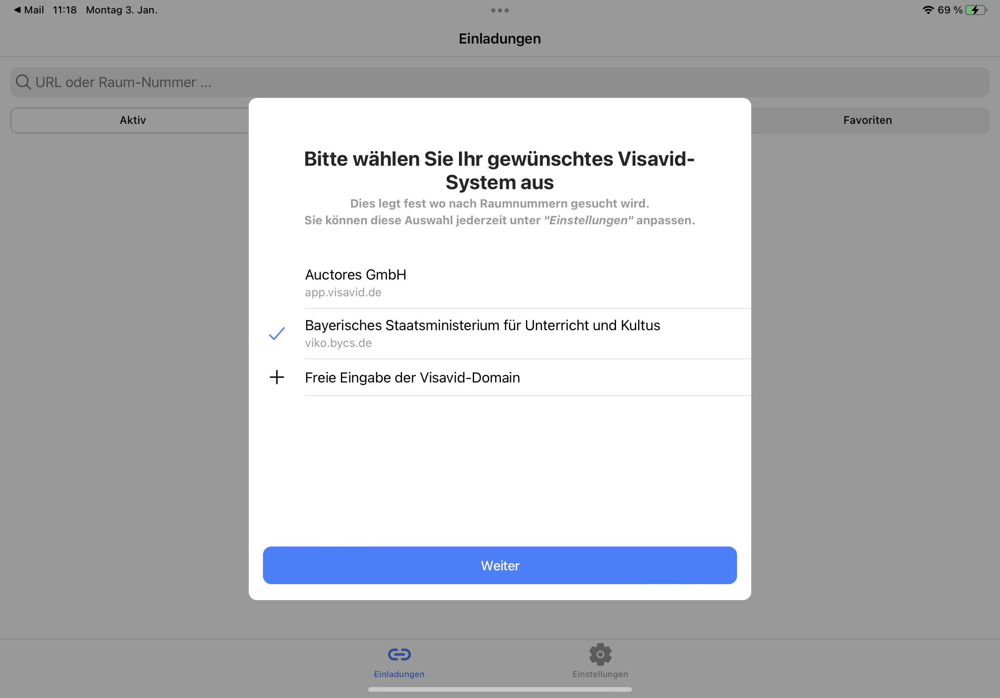 Mail 11:18 Montag 3. Jan. 69 %
Einladungen
URL oder Raum-Nummer ...
Aktiv
Favoriten
Bitte wählen Sie Ihr gewünschtes Visavid-
System aus
Dies legt fest wo nach Raumnummern gesucht wird.
Sie können diese Auswahl jederzeit unter "Einstellungen" anpassen.
Auctores GmbH
app.visavid.de
Bayerisches Staatsministerium für Unterricht und Kultus
viko.bycs.de
Freie Eingabe der Visavid-Domain
Weiter
Einladungen
Einstellungen